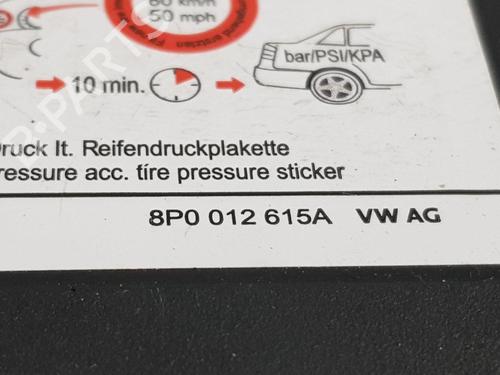 80 km/h
50 mph
10 min.
bar/PSI/KPA
Druck lt. Reifendruckplakette
ressure acc. tire pressure sticker
8P0 012 615A VW AG